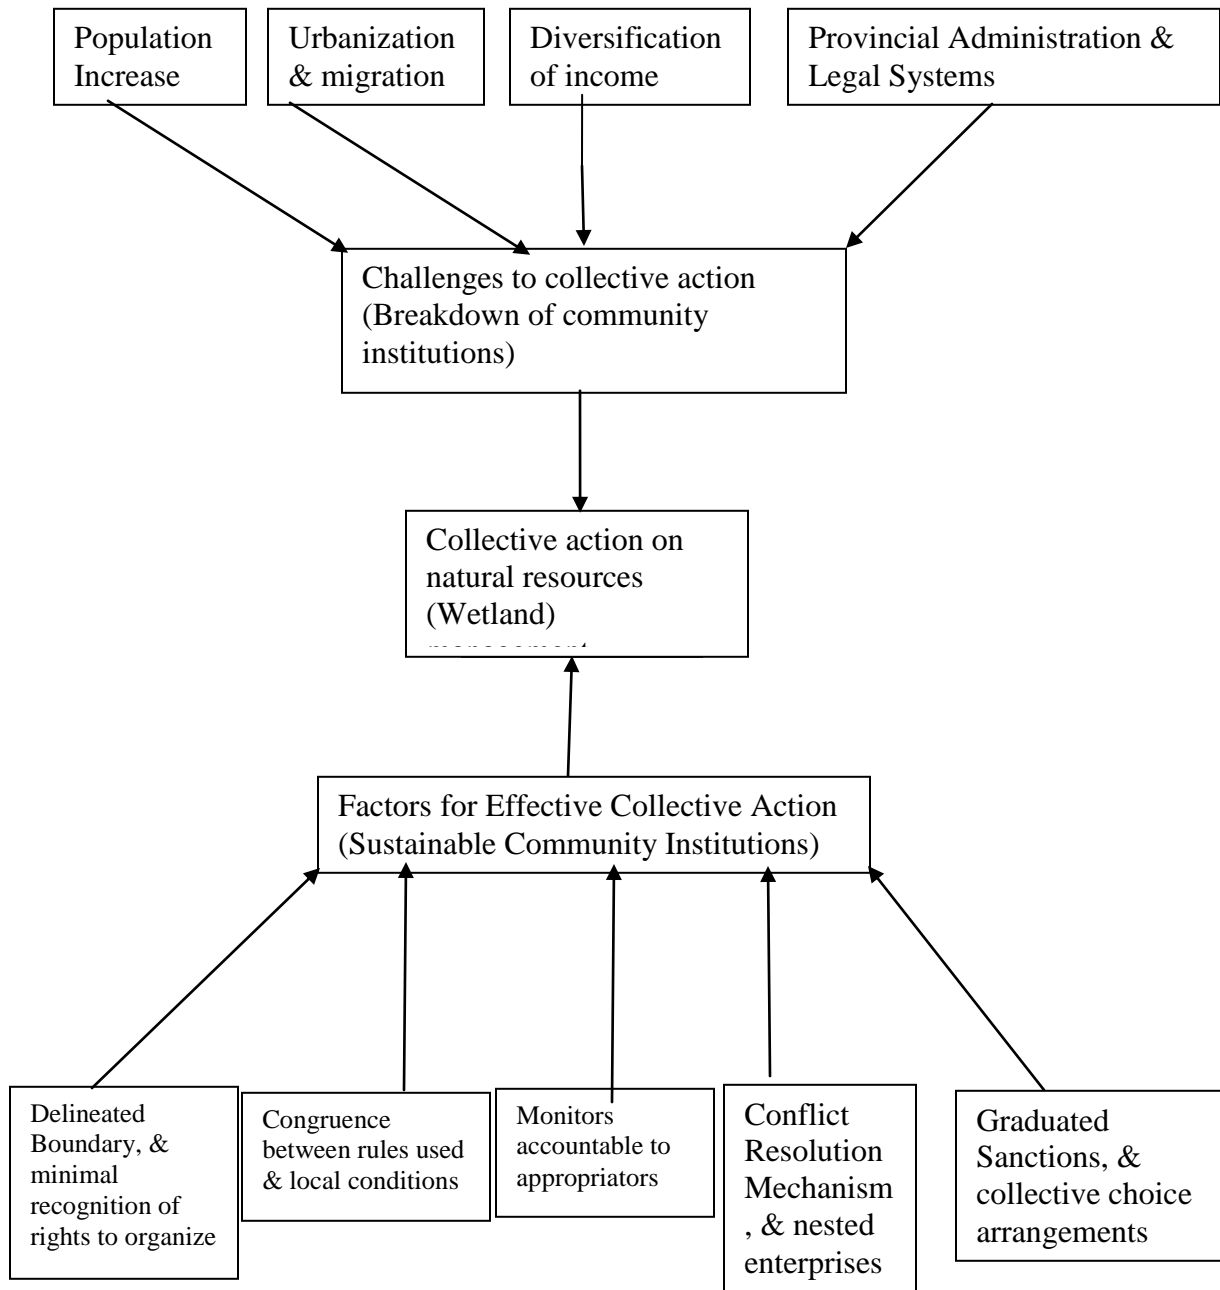 Population
Increase
Urbanization
& migration
Diversification
of income
Provincial Administration &
Legal Systems
Challenges to collective action
(Breakdown of community
institutions)
Collective action on
natural resources
(Wetland)
Factors for Effective Collective Action
(Sustainable Community Institutions)
Delineated
Boundary, &
minimal
recognition of
rights to organize
Congruence
between rules used
& local conditions
Monitors
accountable to
appropriators
Conflict
Resolution
Mechanism
, & nested
enterprises
Graduated
Sanctions, &
collective choice
arrangements